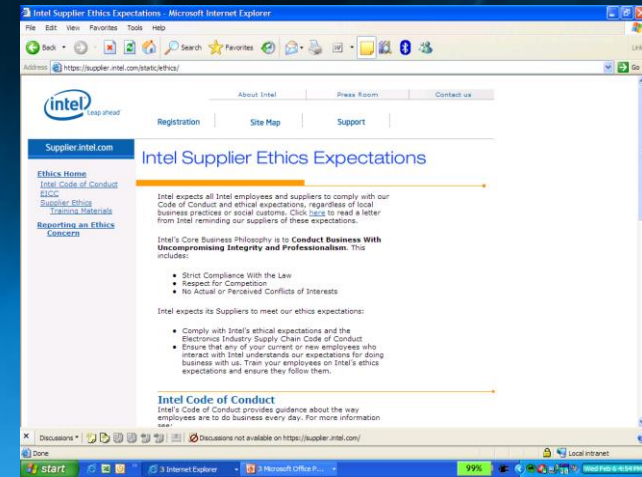 Intel Supplier Ethics Expectations - Microsoft Internet Explorer
File Edit View Favorites Tools Help
Back Search Favorites
Address https://supplier.intel.com/static/ethics/ Go
intel Leap ahead
About Intel Press Room Contact us
Registration Site Map Support
Supplier.intel.com
Intel Supplier Ethics Expectations
Ethics Home
Intel Code of Conduct
EICC
Supplier Ethics
Training Materials
Reporting an Ethics
Concern
Intel expects all Intel employees and suppliers to comply with our
Code of Conduct and ethical expectations, regardless of local
business practices or social customs. Click here to read a letter
from Intel reminding our suppliers of these expectations.
Intel's Core Business Philosophy is to Conduct Business With
Uncompromising Integrity and Professionalism. This
includes:
• Strict Compliance With the Law
• Respect for Competition
• No Actual or Perceived Conflicts of Interests
Intel expects its Suppliers to meet our ethics expectations:
• Comply with Intel's ethical expectations and the
Electronics Industry Supply Chain Code of Conduct
• Ensure that any of your current or new employees who
interact with Intel understands our expectations for doing
business with us. Train your employees on Intel's ethics
expectations and ensure they follow them.
Intel Code of Conduct
Intel's Code of Conduct provides guidance about the way
employees are to do business every day. For more information
see:
Discussions Discussions not available on https://supplier.intel.com/
Done Local intranet
start 3 Internet Explorer 3 Microsoft Office P... 99% Wed Feb 6 4:54 PM